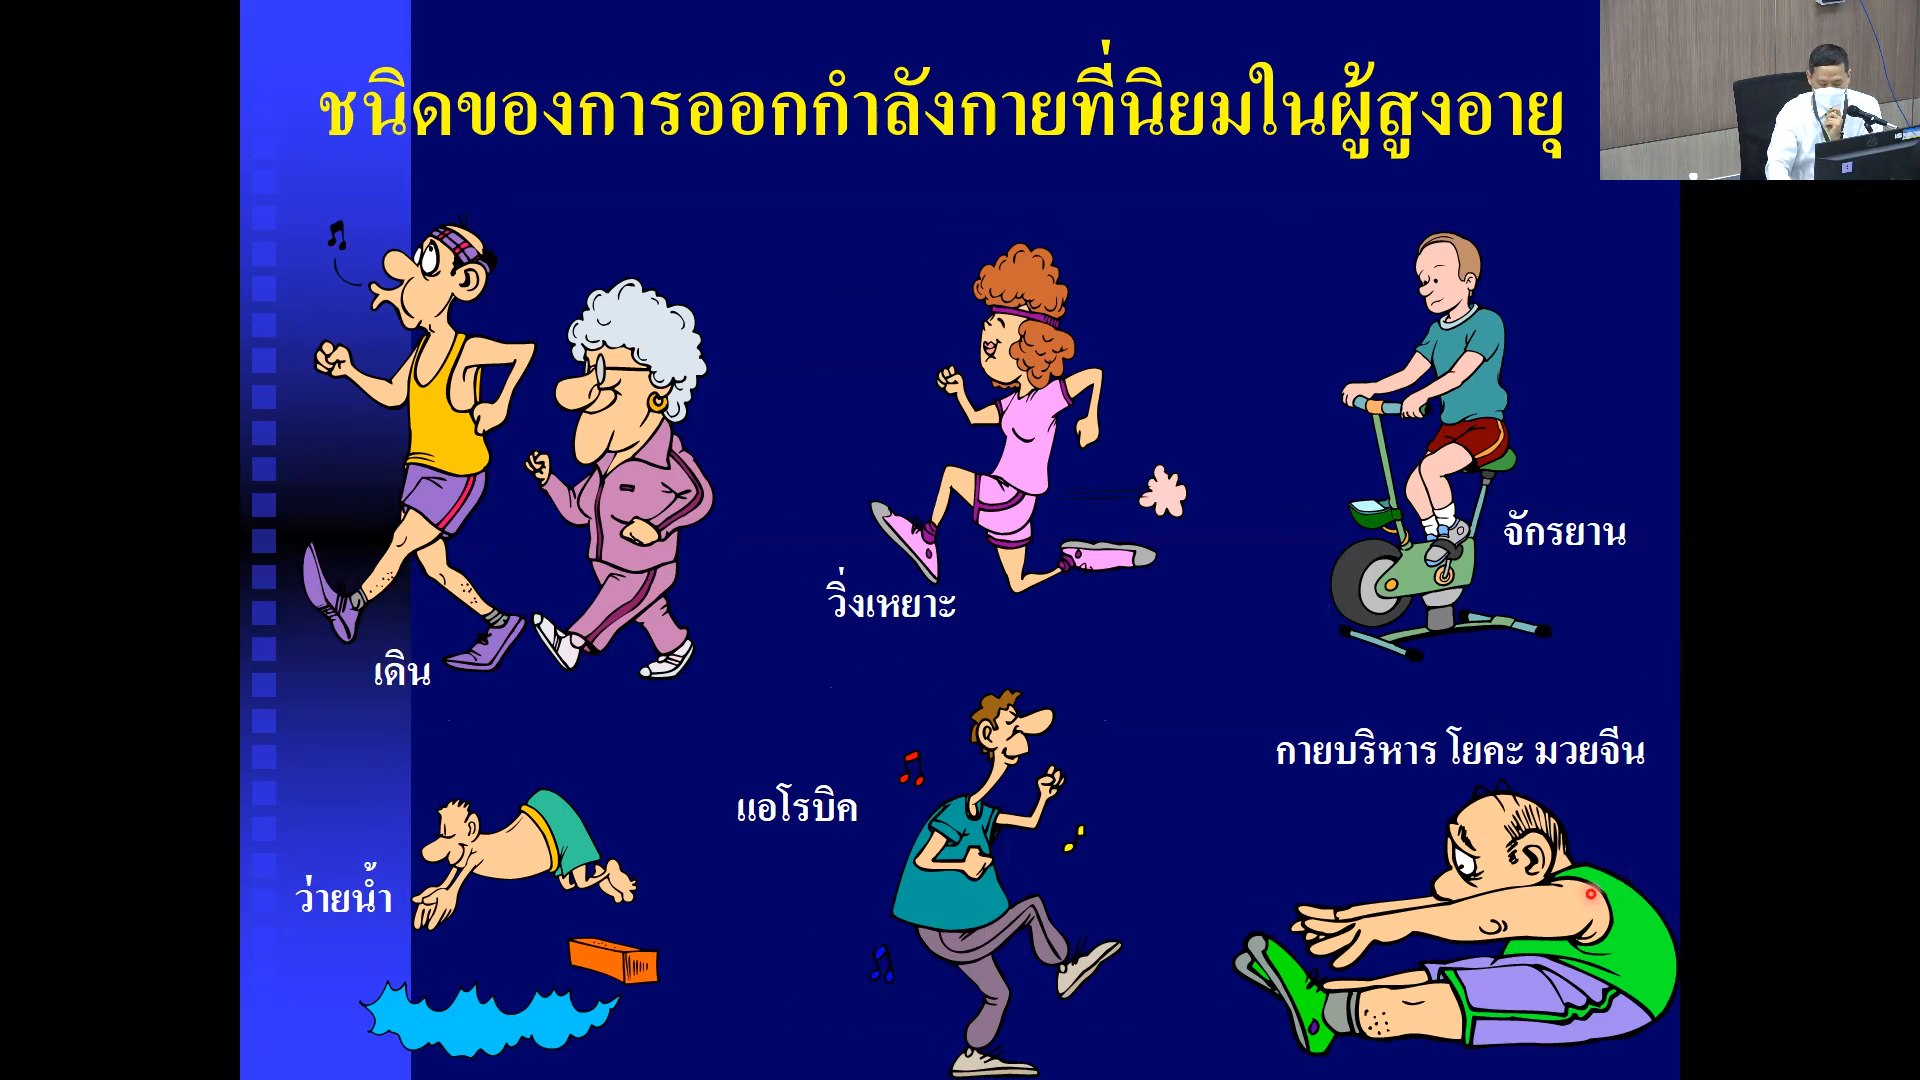 ชนิดของการออกกำลังกายที่นิยมในผู้สูงอายุ
เดิน
วิ่งเหยาะ
จักรยาน
ว่ายน้ำ
แอโรบิค
กายบริหาร โยคะ มวยจีน